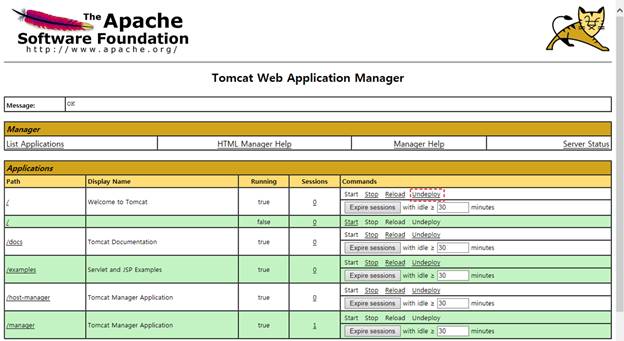 The Apache
Software Foundation
http://www.apache.org/
Tomcat Web Application Manager
Message: OK
Manager
List Applications HTML Manager Help Manager Help Server Status
Applications
Path Display Name Running Sessions Commands
/ Welcome to Tomcat true 0 Start Stop Reload Undeploy
Expire sessions with idle ≥ 30 minutes
/ false 0 Start Stop Reload Undeploy
/docs Tomcat Documentation true 0 Start Stop Reload Undeploy
Expire sessions with idle ≥ 30 minutes
/examples Servlet and JSP Examples true 0 Start Stop Reload Undeploy
Expire sessions with idle ≥ 30 minutes
/host-manager Tomcat Manager Application true 0 Start Stop Reload Undeploy
Expire sessions with idle ≥ 30 minutes
/manager Tomcat Manager Application true 1 Start Stop Reload Undeploy
Expire sessions with idle ≥ 30 minutes